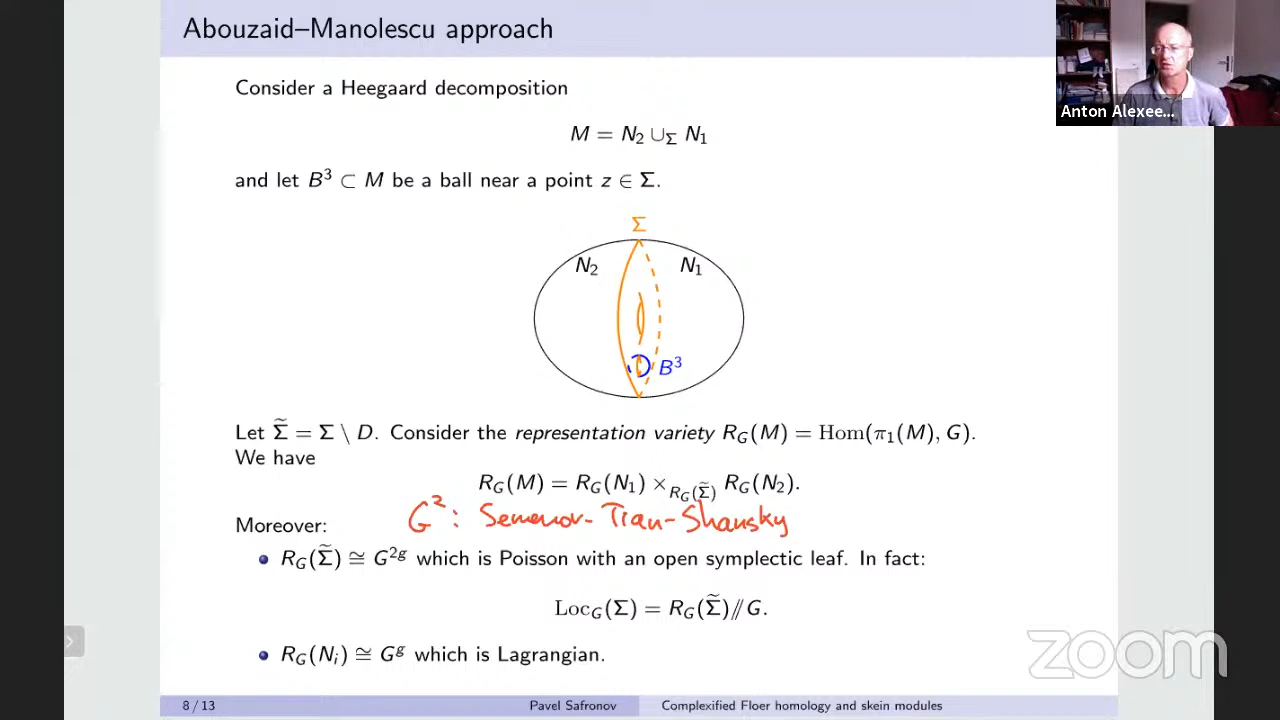 Abouzaid–Manolescu approach
Anton Alexee...
Consider a Heegaard decomposition
M = N₂ ∪_Σ N₁
and let B³ ⊂ M be a ball near a point z ∈ Σ.
Σ
N₂ N₁
B³
Let Σ̃ = Σ \ D. Consider the representation variety R_G(M) = Hom(π₁(M), G).
We have
R_G(M) = R_G(N₁) ×_{R_G(Σ̃)} R_G(N₂).
G²: Semenov-Tian-Shansky
Moreover:
• R_G(Σ̃) ≅ G^{2g} which is Poisson with an open symplectic leaf. In fact:
Loc_G(Σ) = R_G(Σ̃)//G.
• R_G(N_i) ≅ G^g which is Lagrangian.
zoom
8 / 13 Pavel Safronov Complexified Floer homology and skein modules